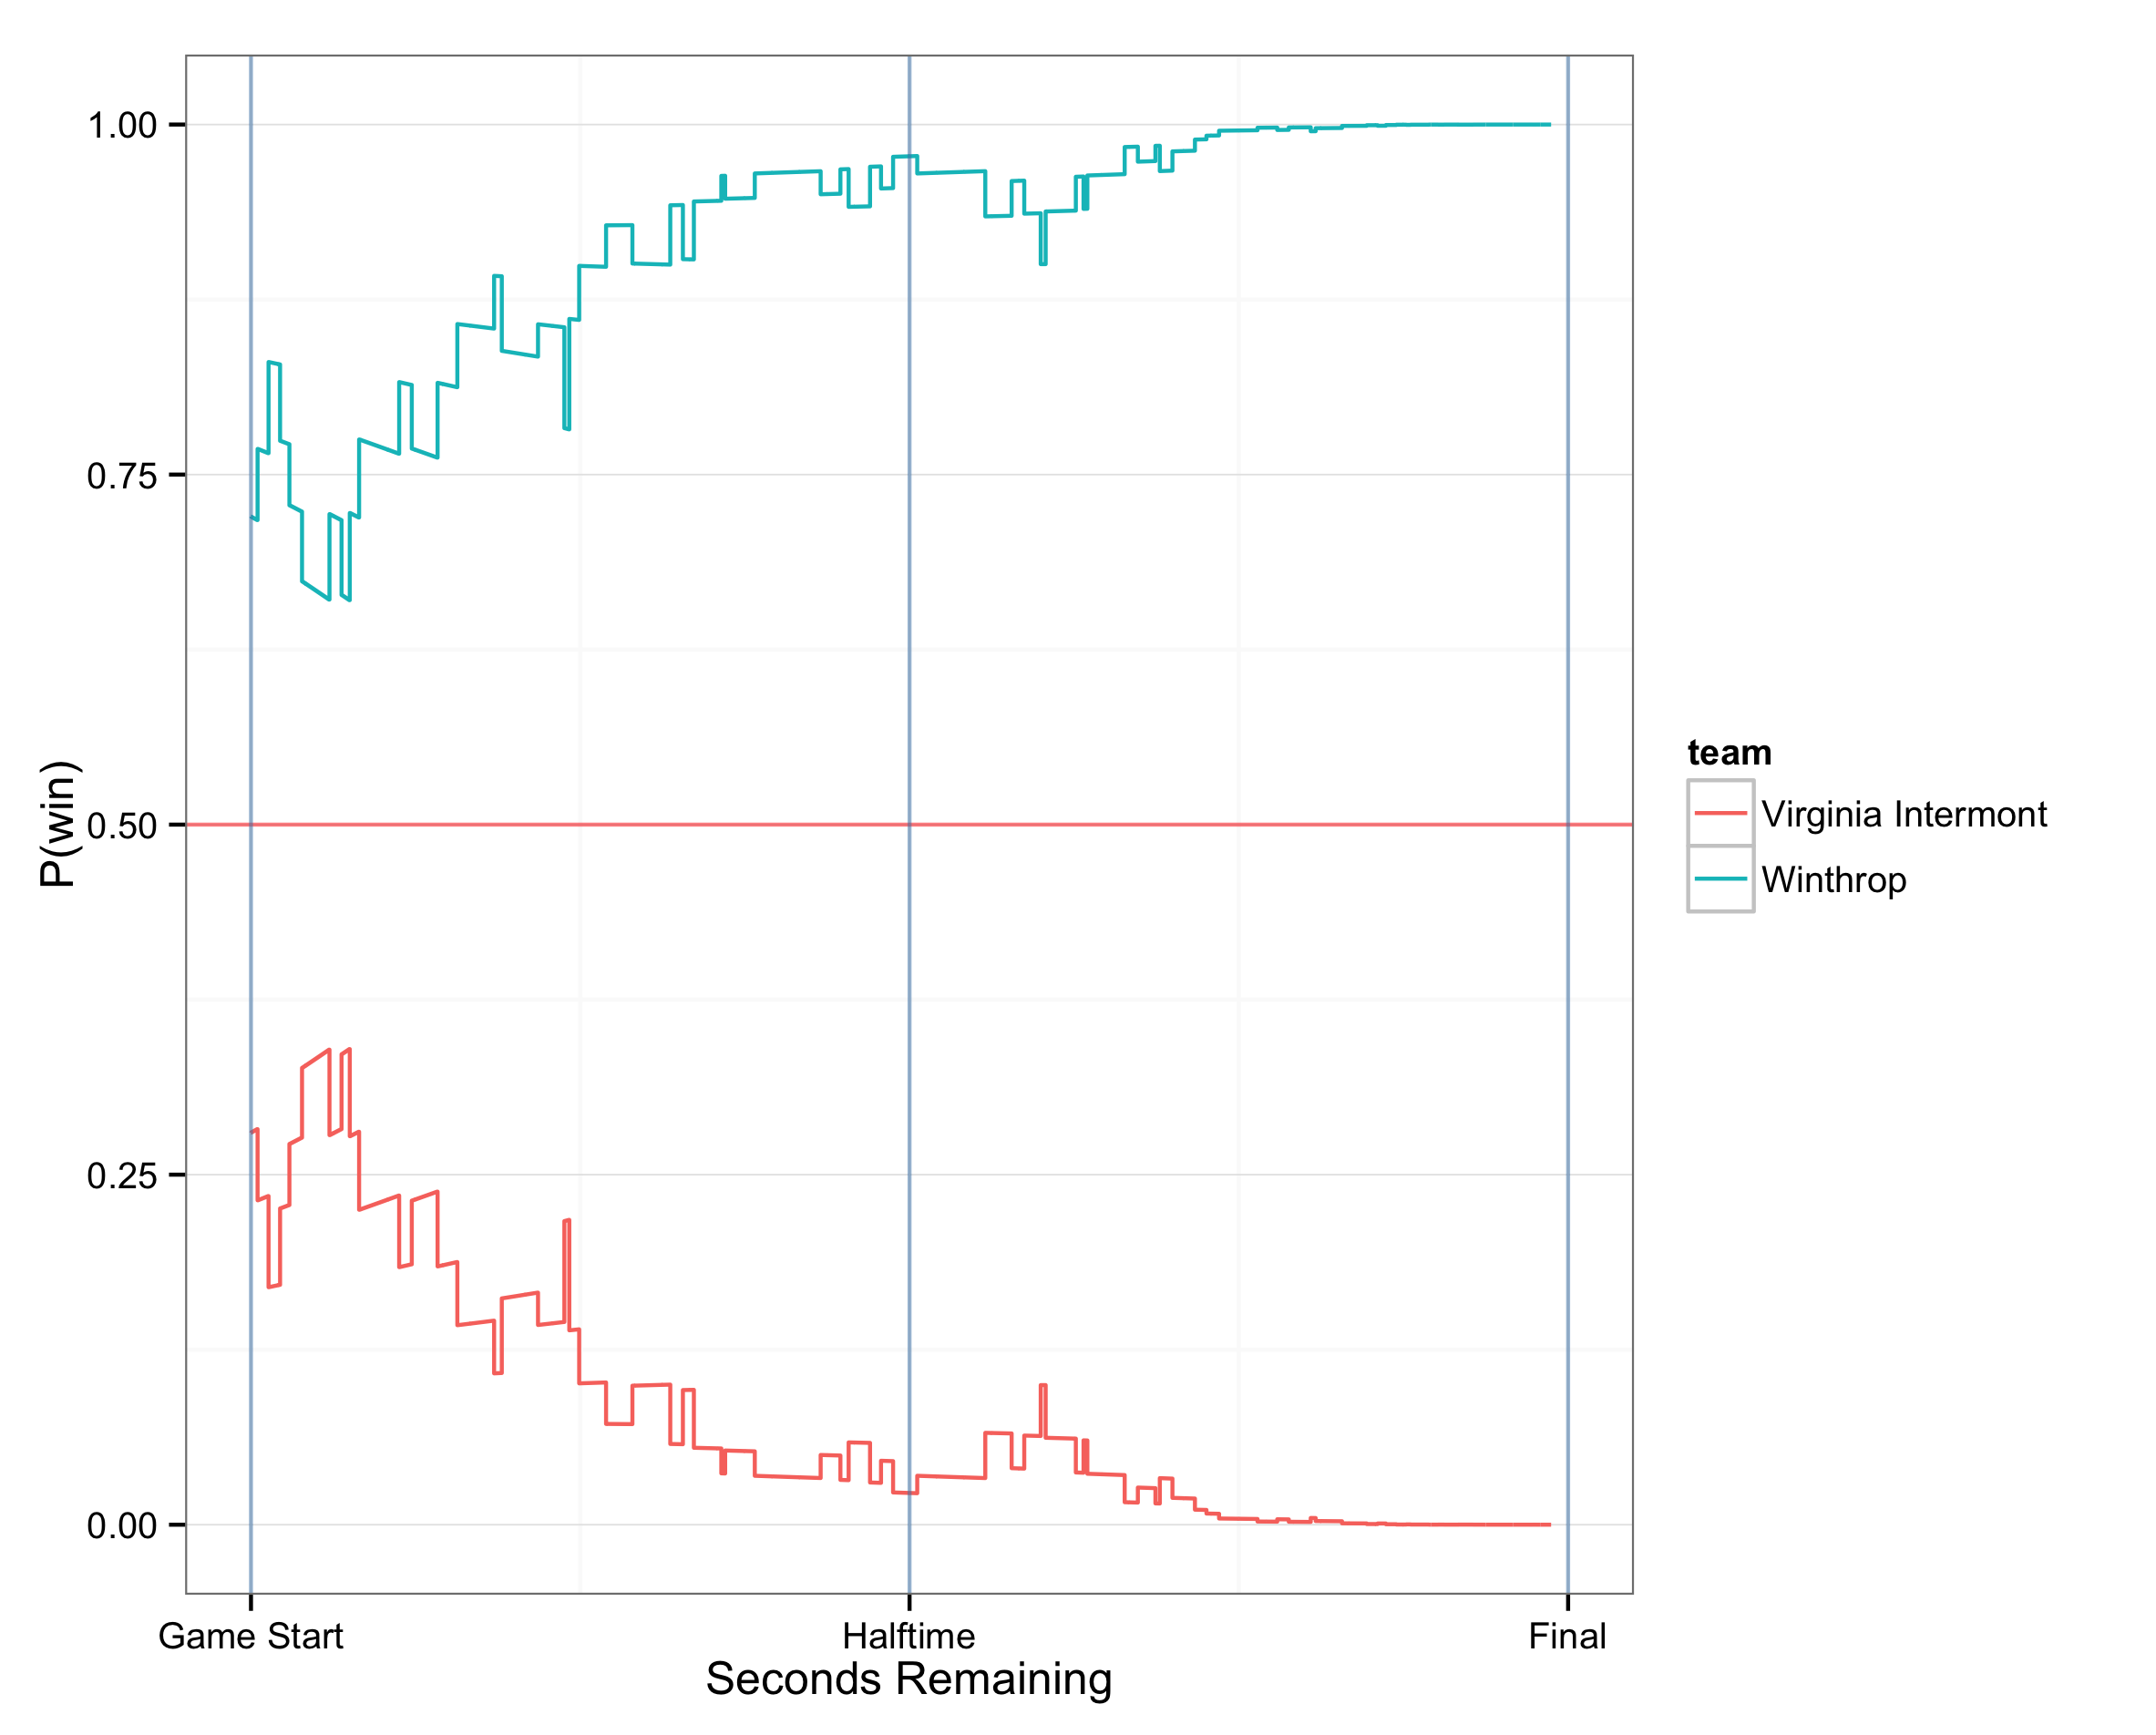 1.00
0.75
0.50
0.25
0.00
P(win)
Game Start
Halftime
Final
Seconds Remaining
team
Virginia Intermont
Winthrop